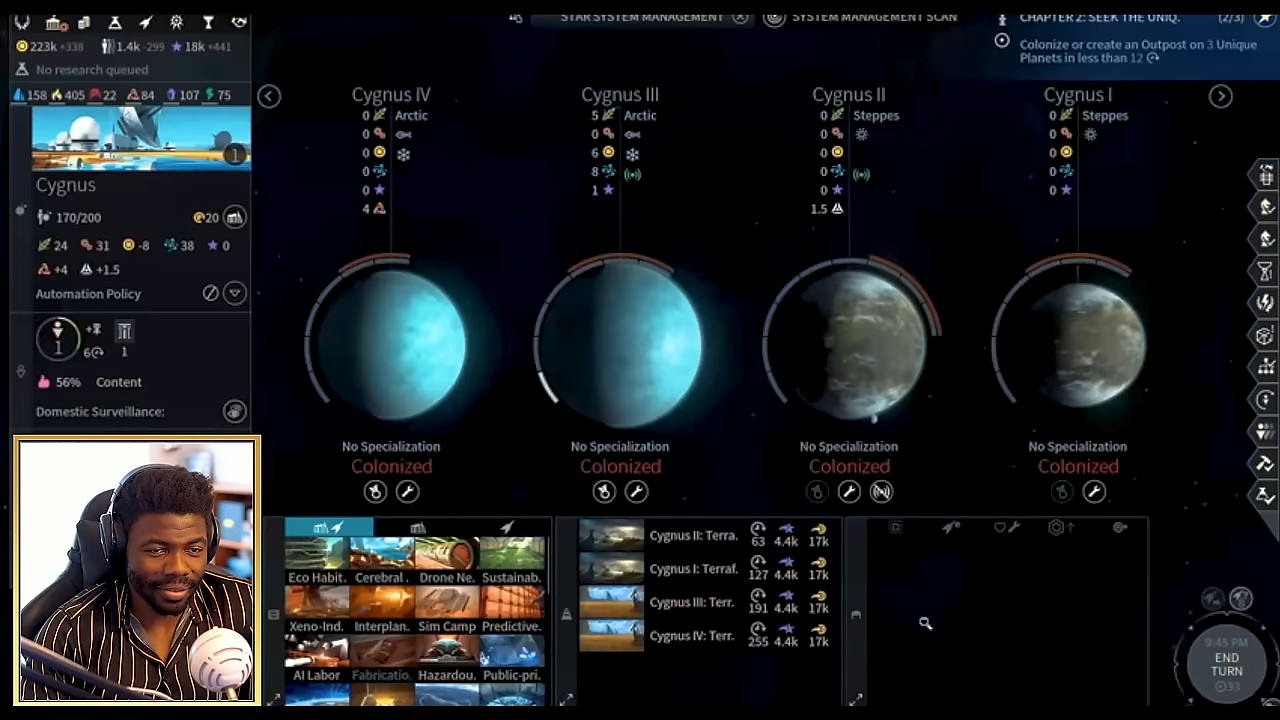 STAR SYSTEM MANAGEMENT
SYSTEM MANAGEMENT SCAN
CHAPTER 2: SEEK THE UNIQ.
(2/3)
Colonize or create an Outpost on 3 Unique
Planets in less than 12
223k +338
1.4k -299
18k +441
No research queued
158 405 22 84 107 75
1
Cygnus
170/200
20
24 31 -8 38 0
+4 +1.5
Automation Policy
1
6
1
56% Content
Domestic Surveillance:
Cygnus IV
0 Arctic
0
0
0
0
4
Cygnus III
5 Arctic
0
6
8
1
Cygnus II
0 Steppes
0
0
0
0
1.5
Cygnus I
0 Steppes
0
0
0
0
No Specialization
Colonized
No Specialization
Colonized
No Specialization
Colonized
No Specialization
Colonized
Eco Habit. Cerebral. Drone Ne. Sustainab.
Xeno-Ind. Interplan. Sim Camp Predictive.
AI Labor Fabricatio. Hazardou. Public-pri.
Cygnus II: Terra. 63 4.4k 17k
Cygnus I: Terraf. 127 4.4k 17k
Cygnus III: Terr. 191 4.4k 17k
Cygnus IV: Terr. 255 4.4k 17k
9:45 PM
END
TURN
33